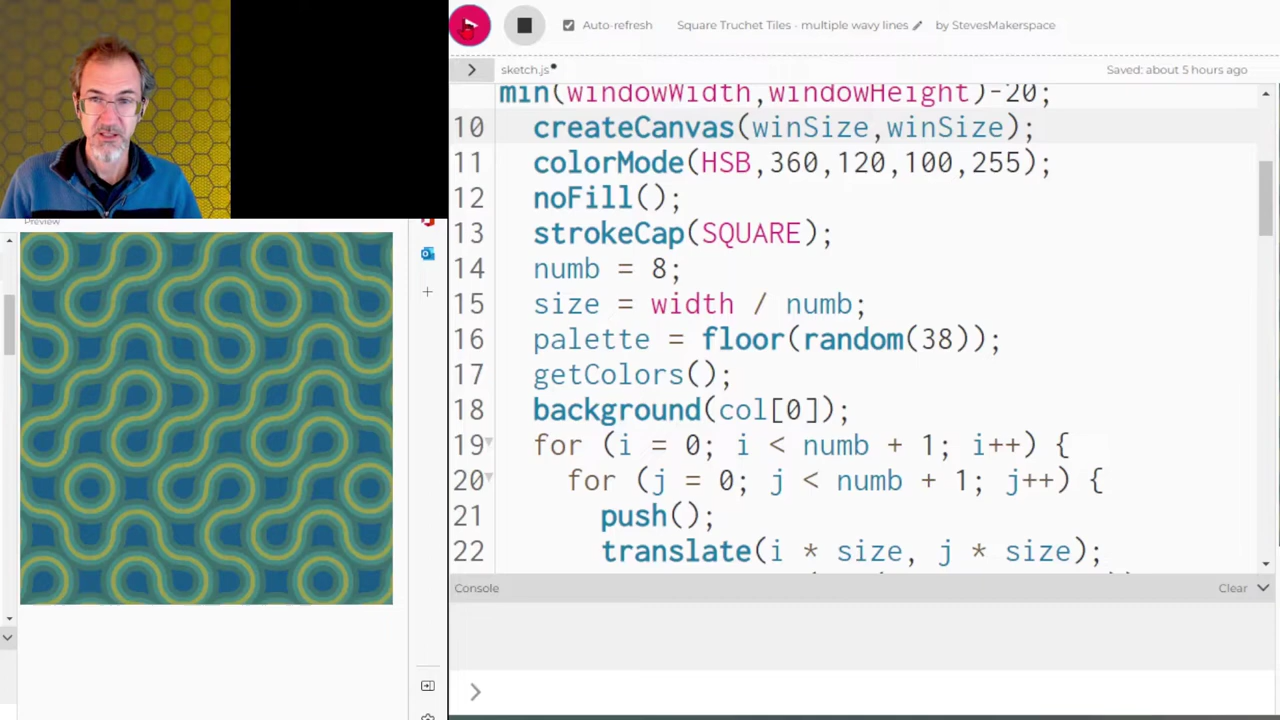 Auto-refresh
Square Truchet Tiles - multiple wavy lines
by StevesMakerspace
sketch.js
Saved: about 5 hours ago
min(windowWidth,windowHeight)-20;
10 createCanvas(winSize,winSize);
11 colorMode(HSB,360,120,100,255);
12 noFill();
13 strokeCap(SQUARE);
14 numb = 8;
15 size = width / numb;
16 palette = floor(random(38));
17 getColors();
18 background(col[0]);
19 for (i = 0; i < numb + 1; i++) {
20 for (j = 0; j < numb + 1; j++) {
21 push();
22 translate(i * size, j * size);
Console
Clear
Preview